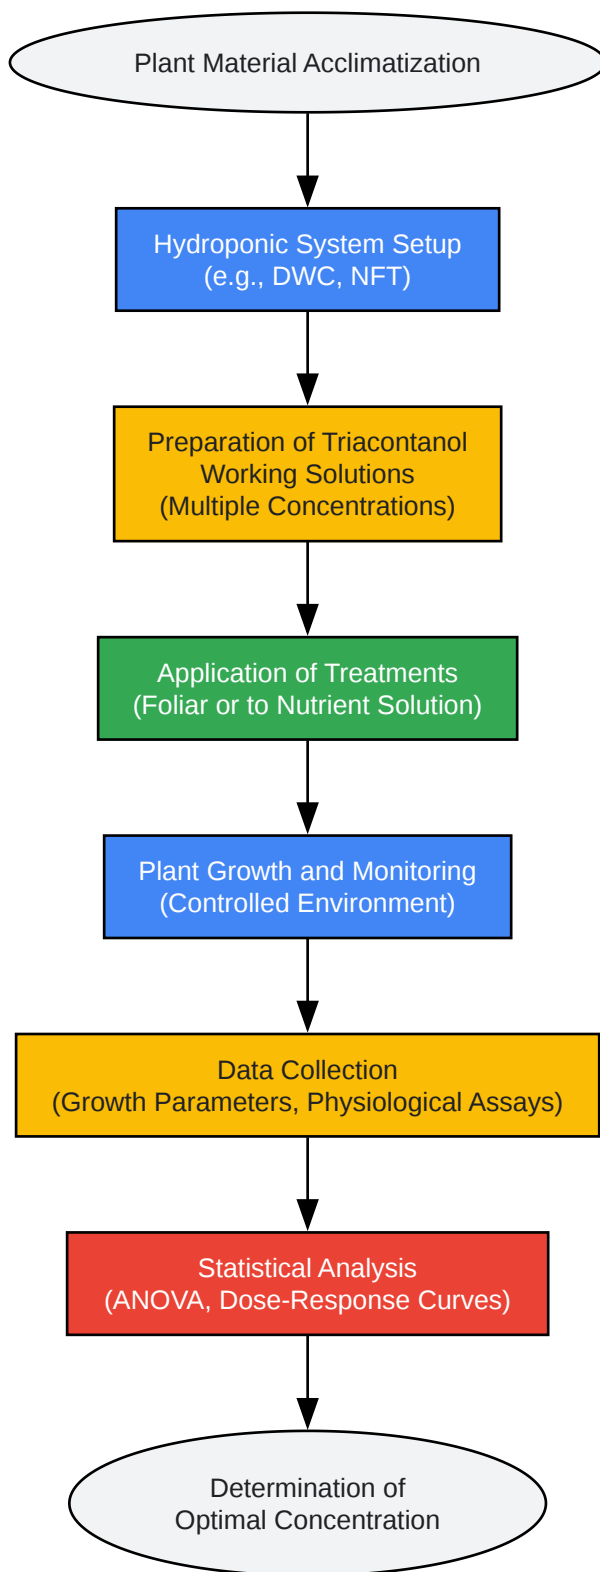 Plant Material Acclimatization
Hydroponic System Setup
(e.g., DWC, NFT)
Preparation of Triacontanol
Working Solutions
(Multiple Concentrations)
Application of Treatments
(Foliar or to Nutrient Solution)
Plant Growth and Monitoring
(Controlled Environment)
Data Collection
(Growth Parameters, Physiological Assays)
Statistical Analysis
(ANOVA, Dose-Response Curves)
Determination of
Optimal Concentration